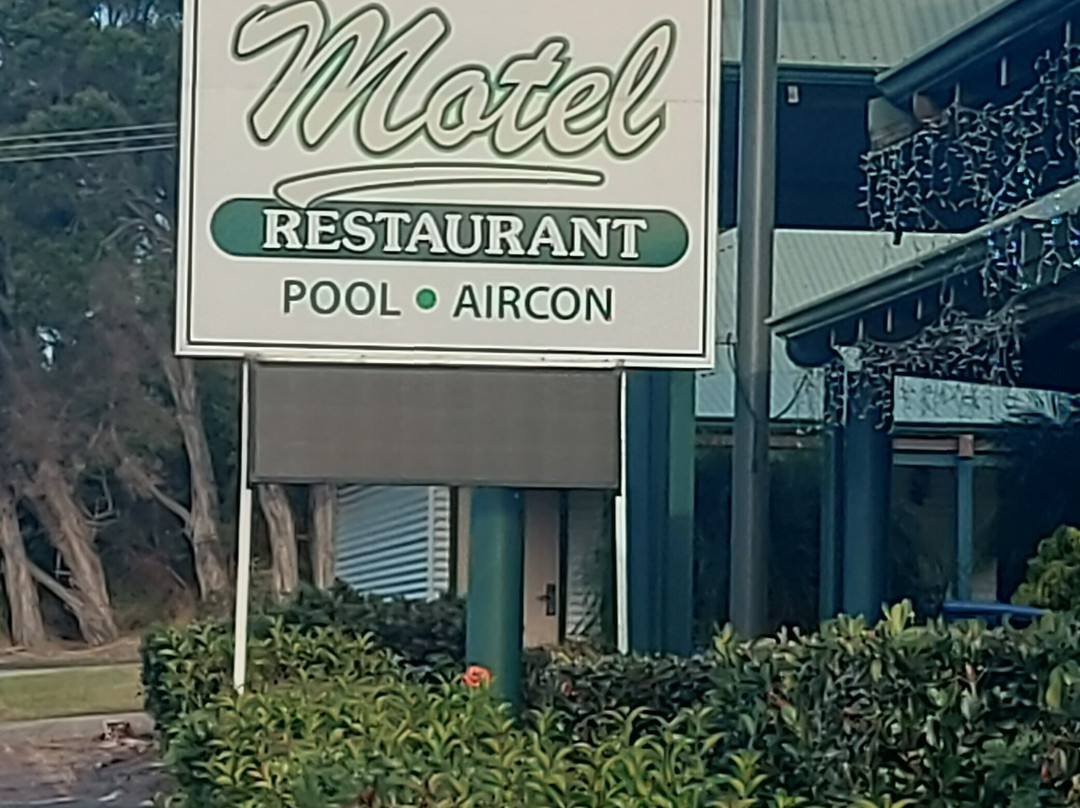 Motel
RESTAURANT
POOL • AIRCON